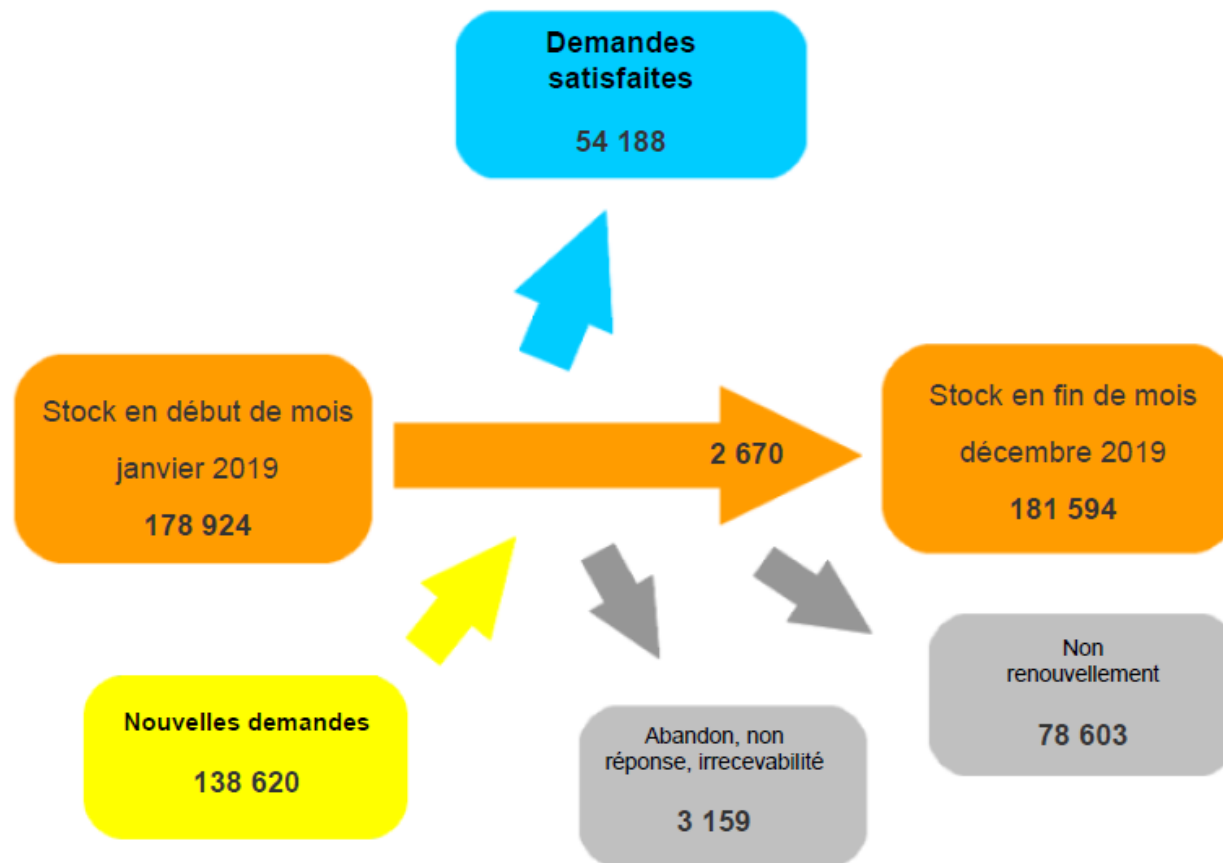 Demandes
satisfaites
54 188
Stock en début de mois
janvier 2019
178 924
2 670
Stock en fin de mois
décembre 2019
181 594
Nouvelles demandes
138 620
Abandon, non
réponse, irrecevabilité
3 159
Non
renouvellement
78 603